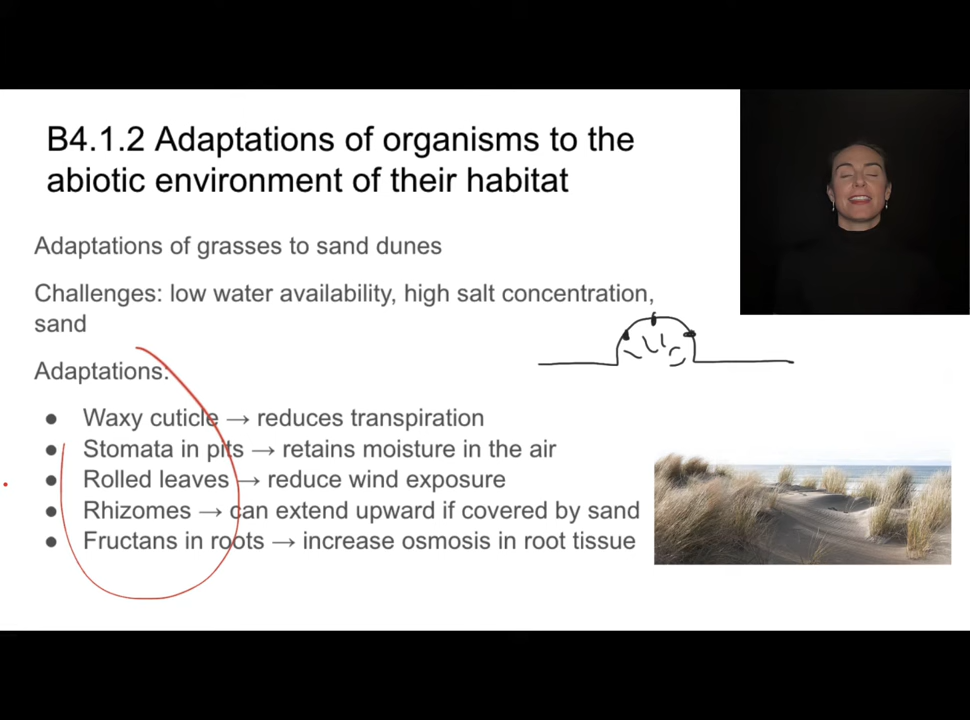 B4.1.2 Adaptations of organisms to the
abiotic environment of their habitat
Adaptations of grasses to sand dunes
Challenges: low water availability, high salt concentration,
sand
Adaptations:
● Waxy cuticle → reduces transpiration
● Stomata in pits → retains moisture in the air
● Rolled leaves → reduce wind exposure
● Rhizomes → can extend upward if covered by sand
● Fructans in roots → increase osmosis in root tissue